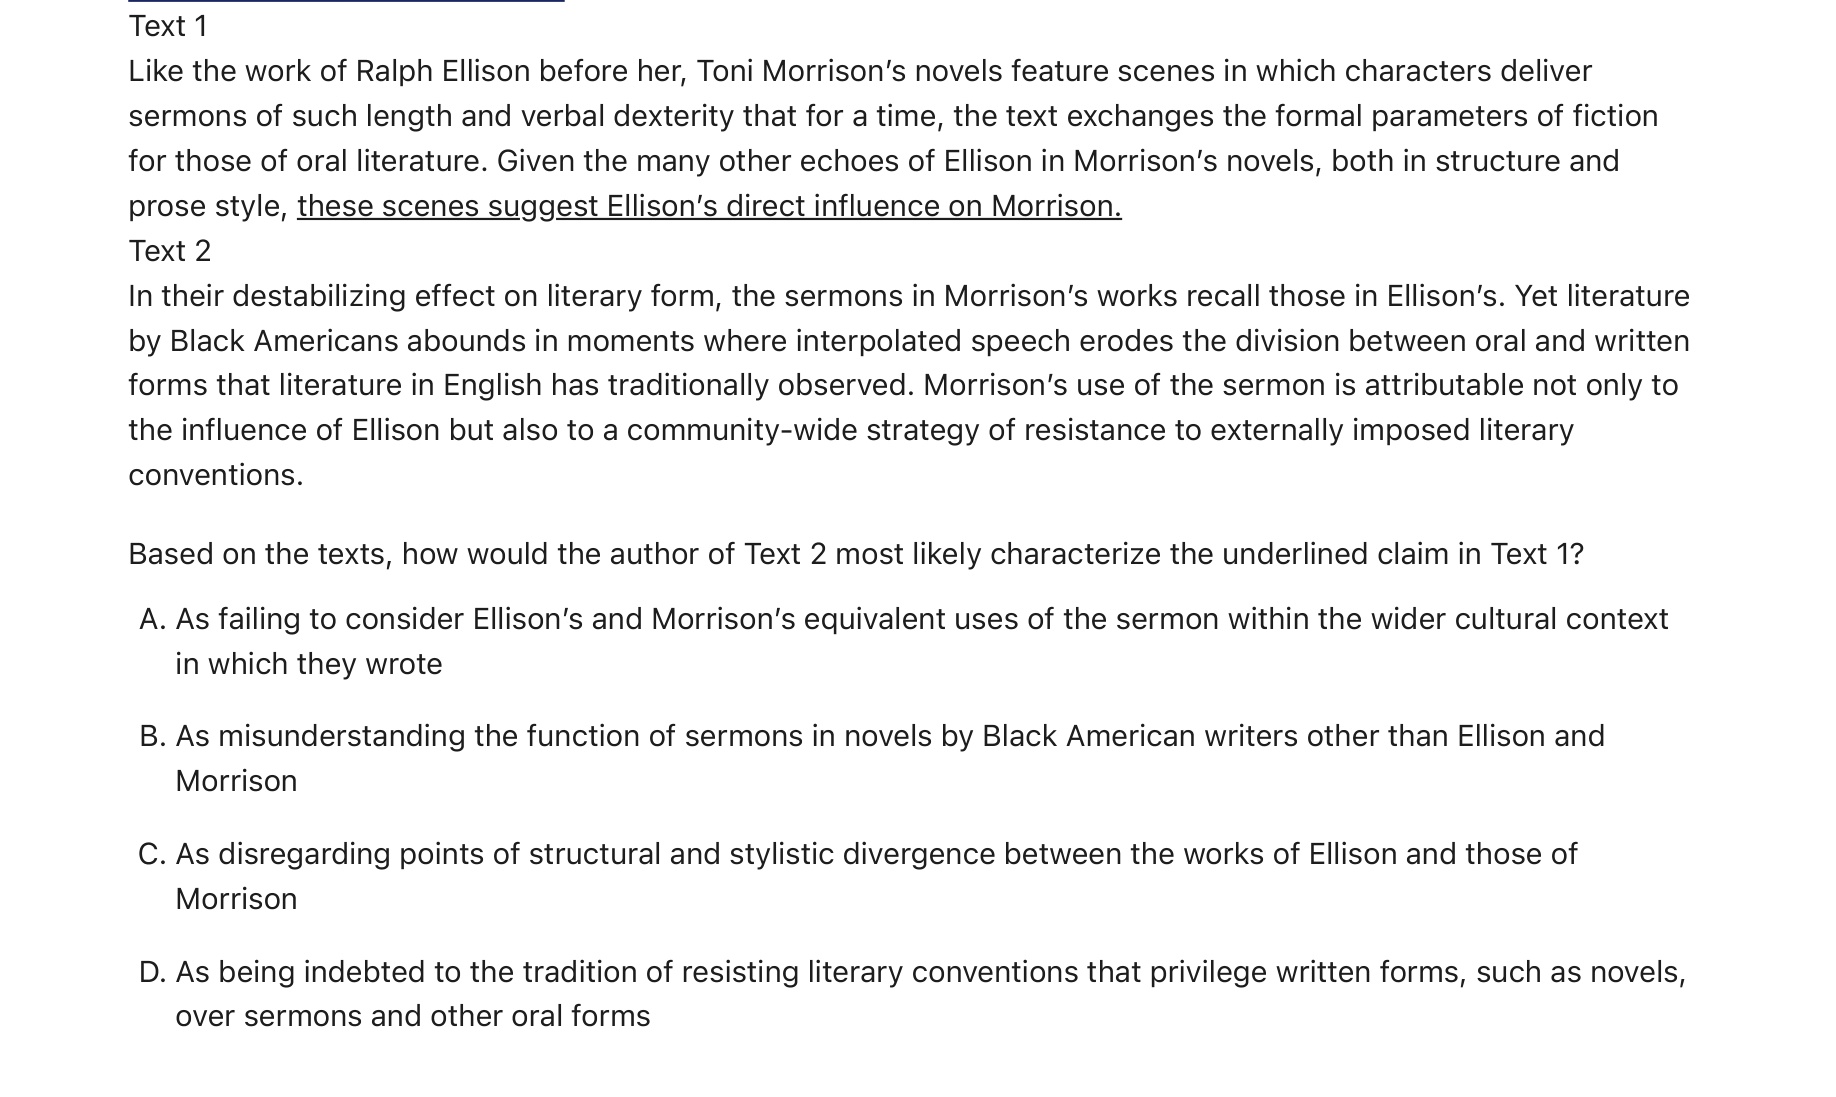 Text 1
Like the work of Ralph Ellison before her, Toni Morrison’s novels feature scenes in which characters deliver
sermons of such length and verbal dexterity that for a time, the text exchanges the formal parameters of fiction
for those of oral literature. Given the many other echoes of Ellison in Morrison’s novels, both in structure and
prose style, these scenes suggest Ellison’s direct influence on Morrison.
Text 2
In their destabilizing effect on literary form, the sermons in Morrison’s works recall those in Ellison’s. Yet literature
by Black Americans abounds in moments where interpolated speech erodes the division between oral and written
forms that literature in English has traditionally observed. Morrison’s use of the sermon is attributable not only to
the influence of Ellison but also to a community-wide strategy of resistance to externally imposed literary
conventions.
Based on the texts, how would the author of Text 2 most likely characterize the underlined claim in Text 1?
A. As failing to consider Ellison’s and Morrison’s equivalent uses of the sermon within the wider cultural context
in which they wrote
B. As misunderstanding the function of sermons in novels by Black American writers other than Ellison and
Morrison
C. As disregarding points of structural and stylistic divergence between the works of Ellison and those of
Morrison
D. As being indebted to the tradition of resisting literary conventions that privilege written forms, such as novels,
over sermons and other oral forms